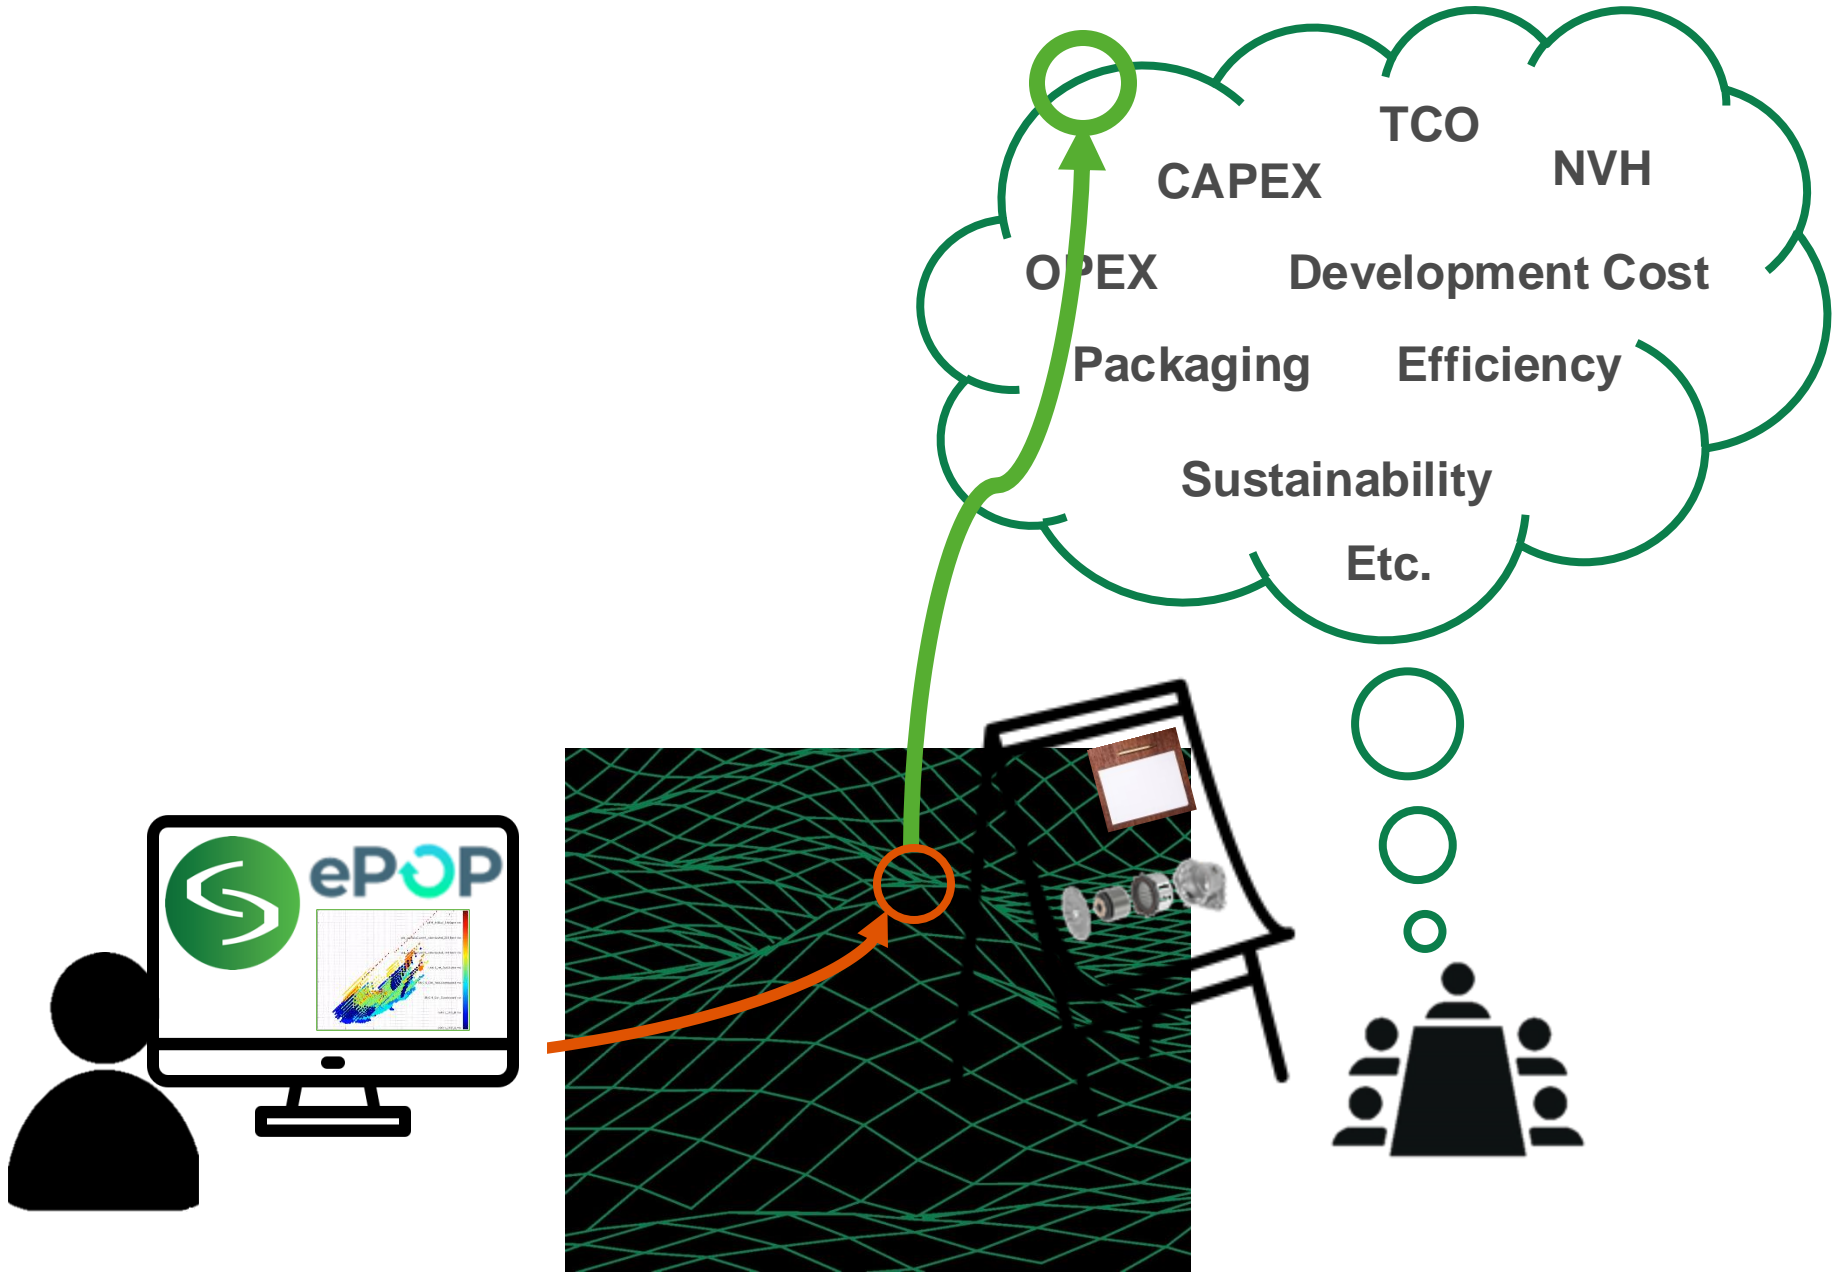 TCO
NVH
CAPEX
OPEX
Development Cost
Packaging
Efficiency
Sustainability
Etc.
ePOP